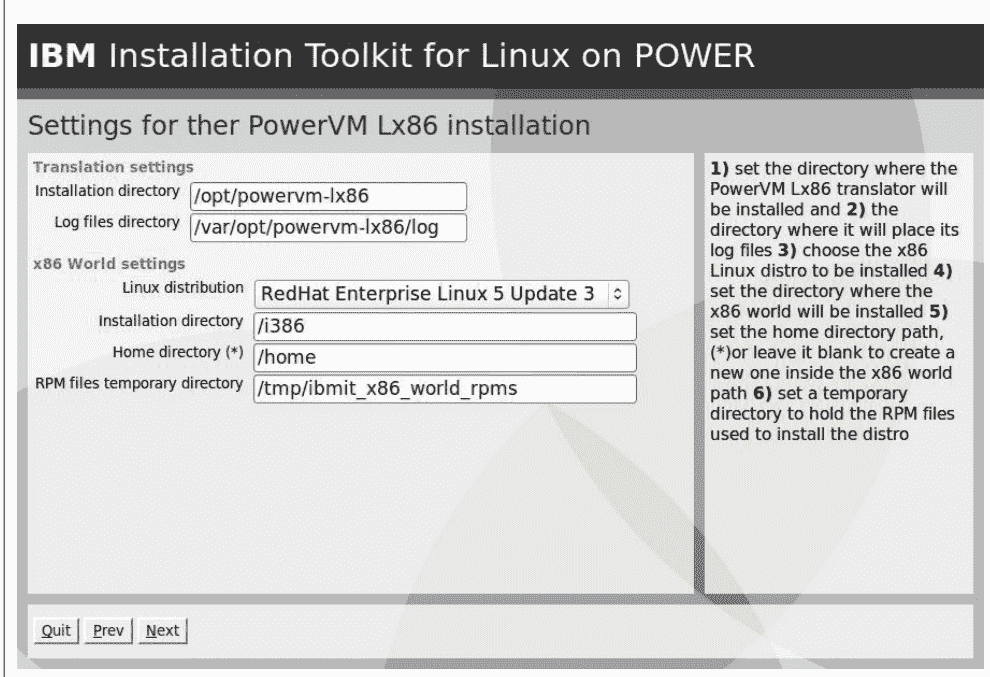 IBM Installation Toolkit for Linux on POWER
Settings for ther PowerVM Lx86 installation
Translation settings
Installation directory /opt/powervm-lx86
Log files directory /var/opt/powervm-lx86/log
x86 World settings
Linux distribution RedHat Enterprise Linux 5 Update 3
Installation directory /i386
Home directory (*) /home
RPM files temporary directory /tmp/ibmit_x86_world_rpms
1) set the directory where the
PowerVM Lx86 translator will
be installed and 2) the
directory where it will place its
log files 3) choose the x86
Linux distro to be installed 4)
set the directory where the
x86 world will be installed 5)
set the home directory path,
(*)or leave it blank to create a
new one inside the x86 world
path 6) set a temporary
directory to hold the RPM files
used to install the distro
Quit Prev Next